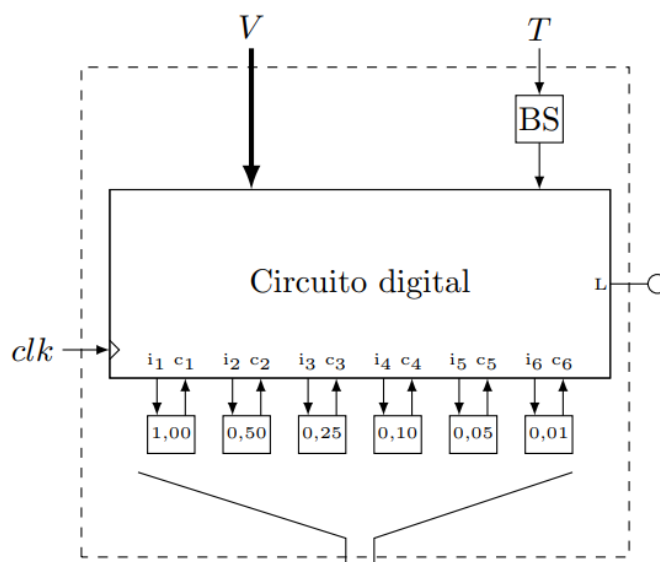 V T
BS
Circuito digital
L
clk
i₁ c₁ i₂ c₂ i₃ c₃ i₄ c₄ i₅ c₅ i₆ c₆
1,00 0,50 0,25 0,10 0,05 0,01